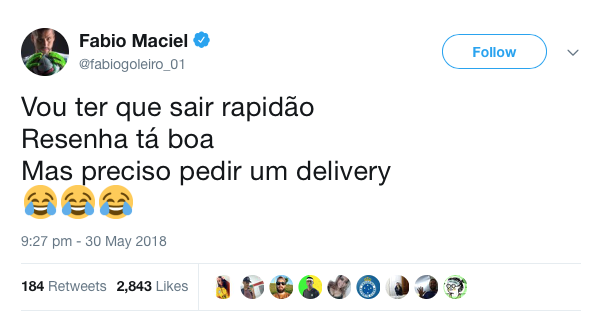 Fabio Maciel
@fabiogoleiro_01
Follow
Vou ter que sair rapidão
Resenha tá boa
Mas preciso pedir um delivery
😂😂😂
9:27 pm - 30 May 2018
184 Retweets 2,843 Likes